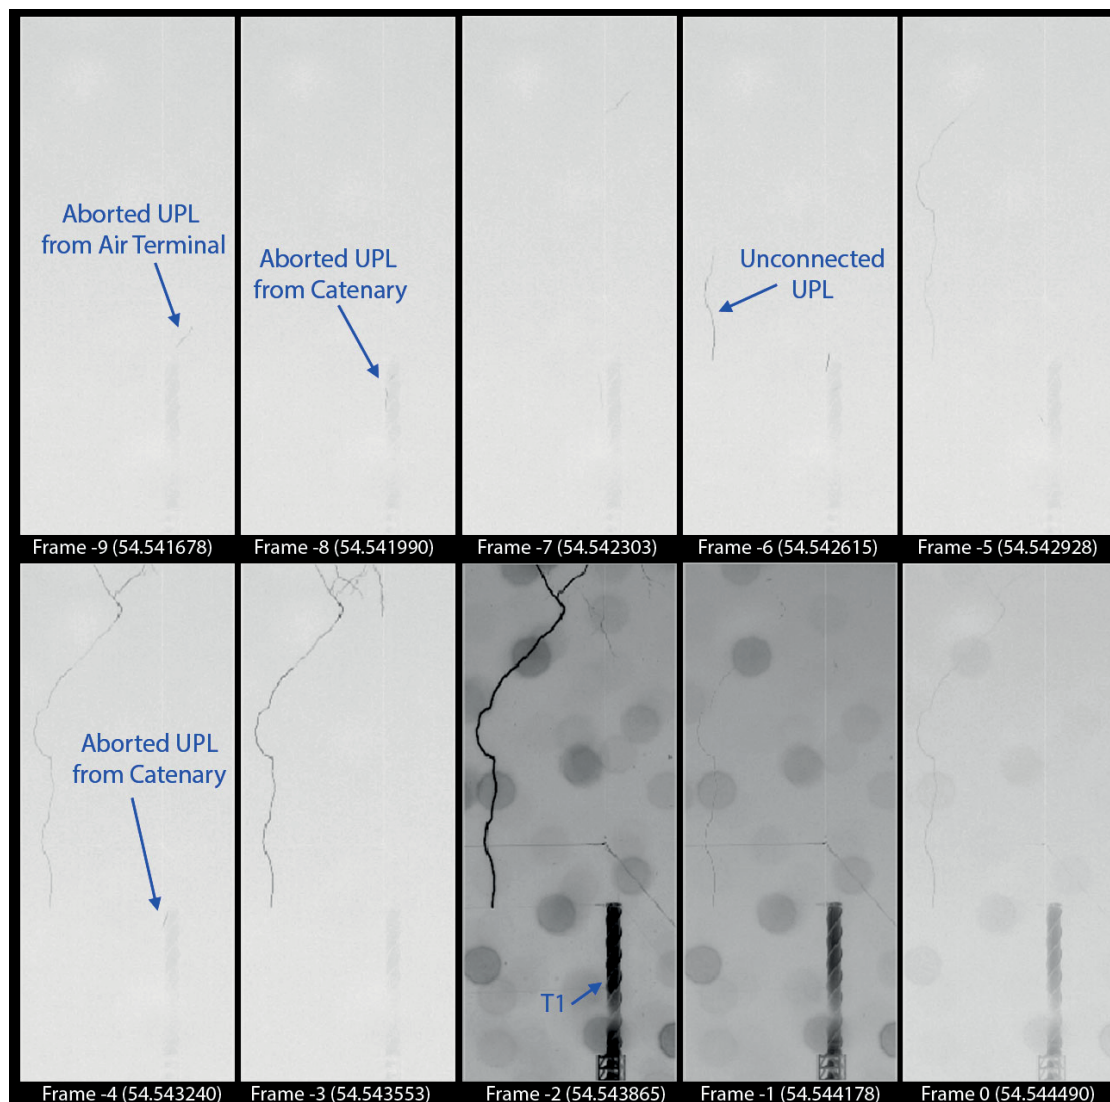 Aborted UPL
from Air Terminal
Aborted UPL
from Catenary
Unconnected
UPL
Frame -9 (54.541678)
Frame -8 (54.541990)
Frame -7 (54.542303)
Frame -6 (54.542615)
Frame -5 (54.542928)
Aborted UPL
from Catenary
T1
Frame -4 (54.543240)
Frame -3 (54.543553)
Frame -2 (54.543865)
Frame -1 (54.544178)
Frame 0 (54.544490)